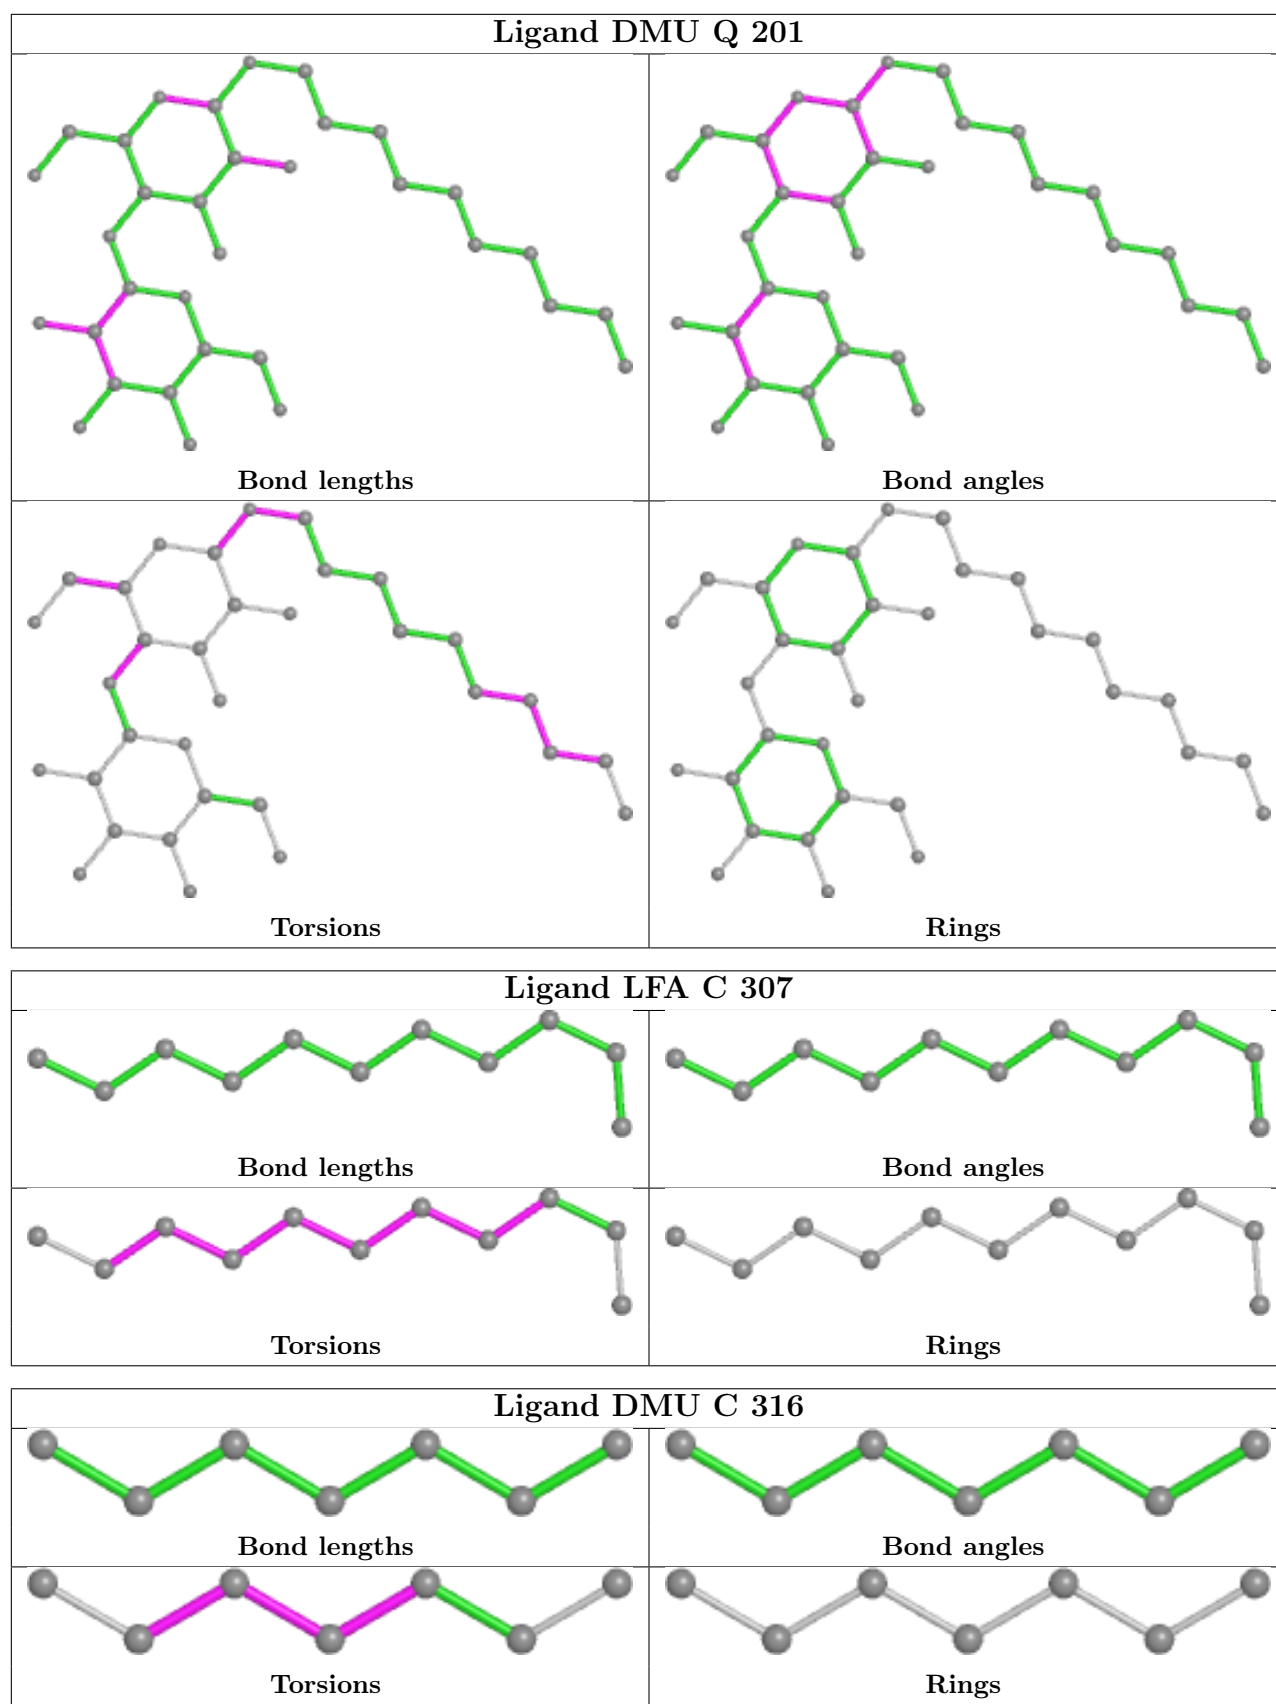 Ligand DMU Q 201
Bond lengths
Bond angles
Torsions
Rings
Ligand LFA C 307
Bond lengths
Bond angles
Torsions
Rings
Ligand DMU C 316
Bond lengths
Bond angles
Torsions
Rings